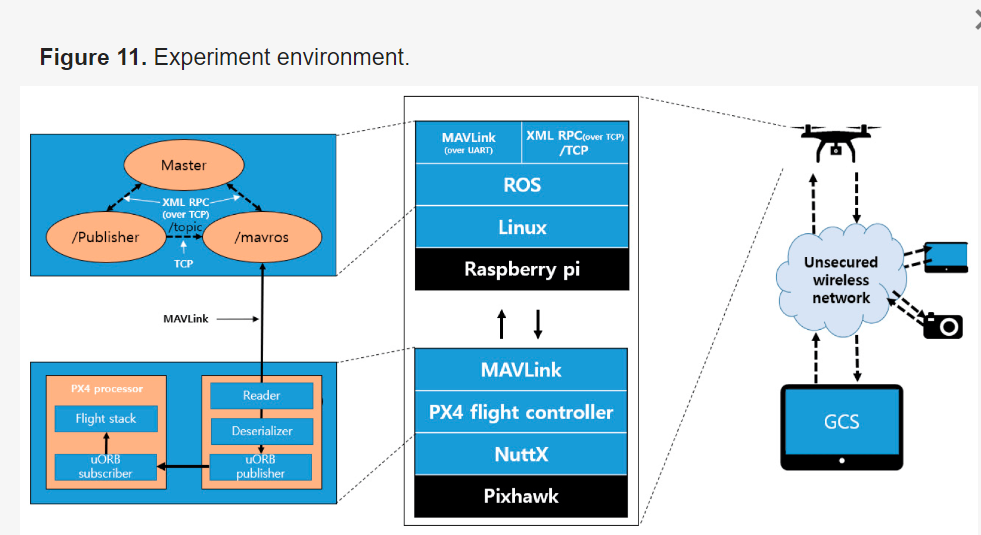 Figure 11. Experiment environment.
Master
XML RPC
(over TCP)
/topic
/Publisher
/mavros
TCP
MAVLink
PX4 processor
Flight stack
uORB
subscriber
Reader
Deserializer
uORB
publisher
MAVLink
(over UART)
XML RPC(over TCP)
/TCP
ROS
Linux
Raspberry pi
MAVLink
PX4 flight controller
NuttX
Pixhawk
Unsecured
wireless
network
GCS